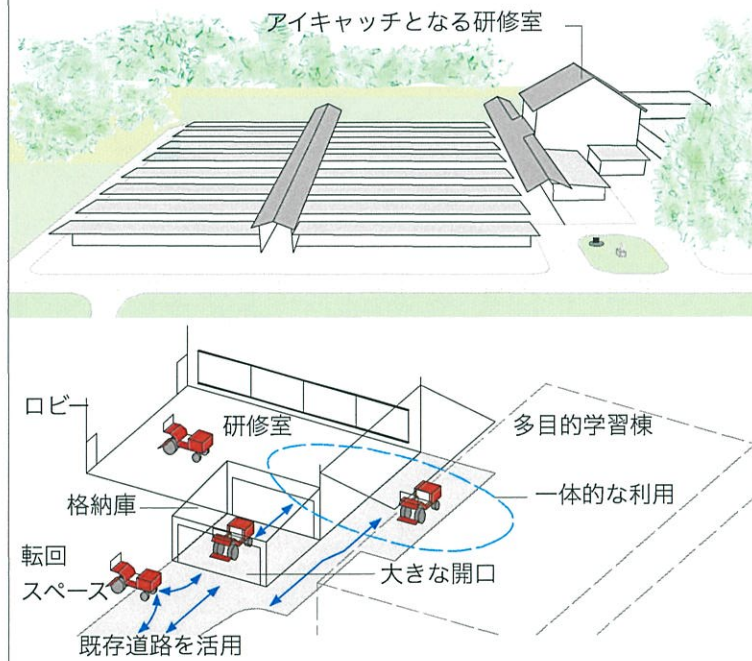 アイキャッチとなる研修室
ロビー
研修室
多目的学習棟
格納庫
一体的な利用
転回
スペース
大きな開口
既存道路を活用